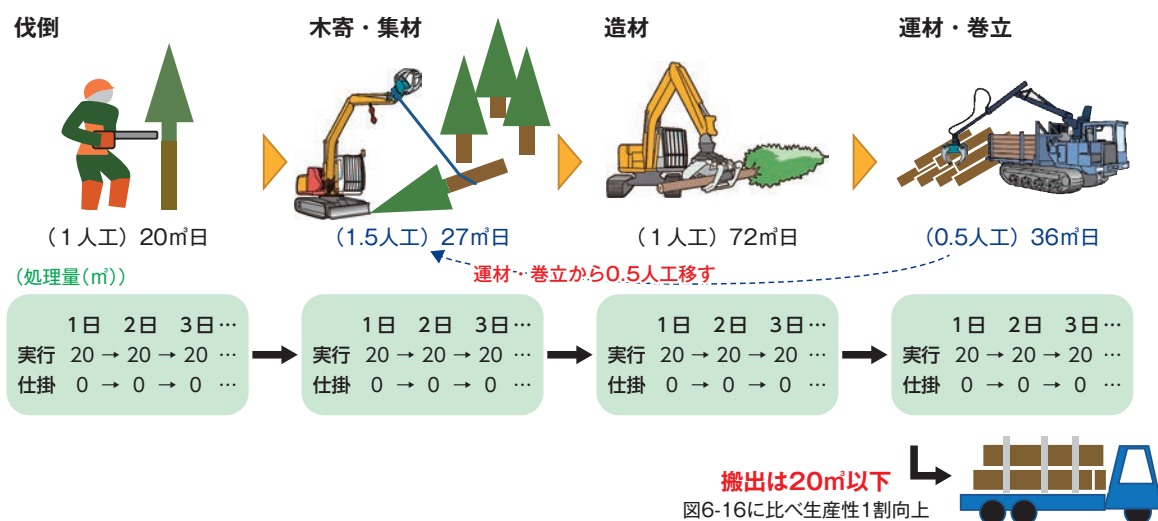 伐倒
木寄・集材
造材
運材・巻立
(1人工)20㎥日
(1.5人工)27㎥日
(1人工)72㎥日
(0.5人工)36㎥日
(処理量(㎥))
運材・巻立から0.5人工移す
1日 2日 3日…
実行 20 → 20 → 20 …
仕掛 0 → 0 → 0 …
1日 2日 3日…
実行 20 → 20 → 20 …
仕掛 0 → 0 → 0 …
1日 2日 3日…
実行 20 → 20 → 20 …
仕掛 0 → 0 → 0 …
1日 2日 3日…
実行 20 → 20 → 20 …
仕掛 0 → 0 → 0 …
搬出は20㎥以下
図6-16に比べ生産性1割向上